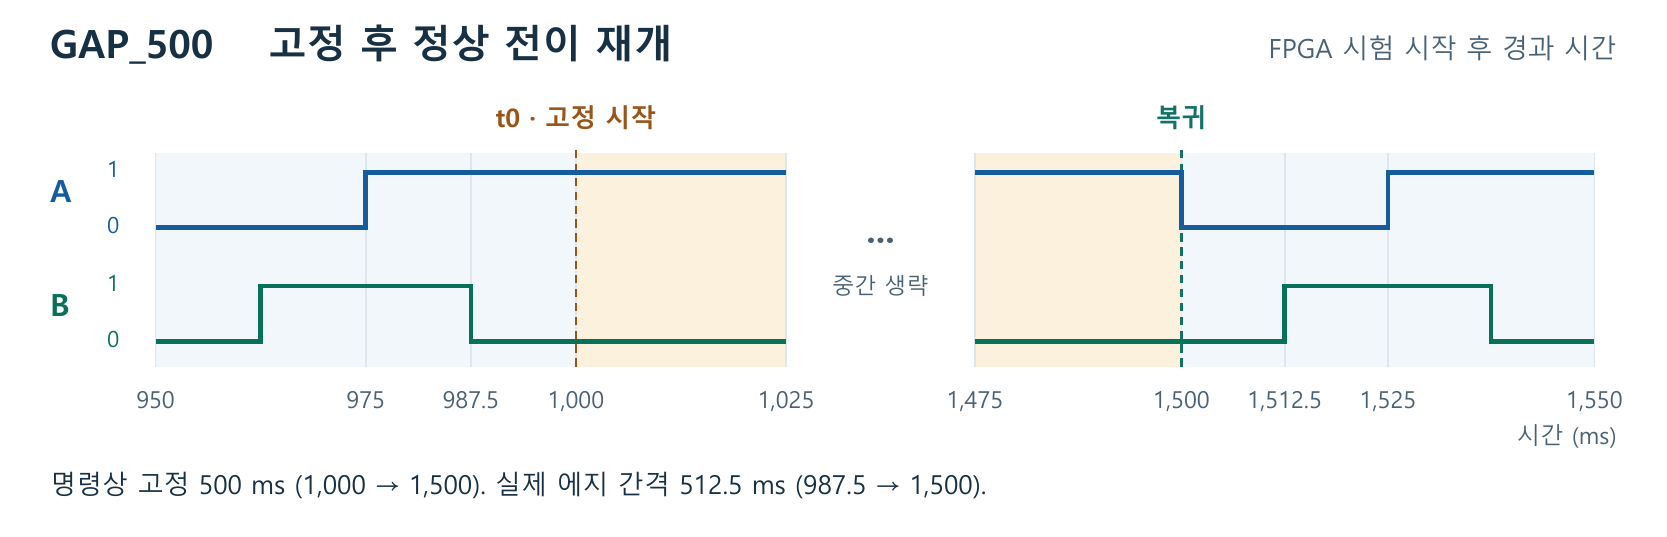 GAP_500 고정 후 정상 전이 재개
FPGA 시험 시작 후 경과 시간
t0 · 고정 시작
복귀
A
1
0
B
1
0
...
중간 생략
950 975 987.5 1,000 1,025 1,475 1,500 1,512.5 1,525 1,550
시간 (ms)
명령상 고정 500 ms (1,000 → 1,500). 실제 에지 간격 512.5 ms (987.5 → 1,500).